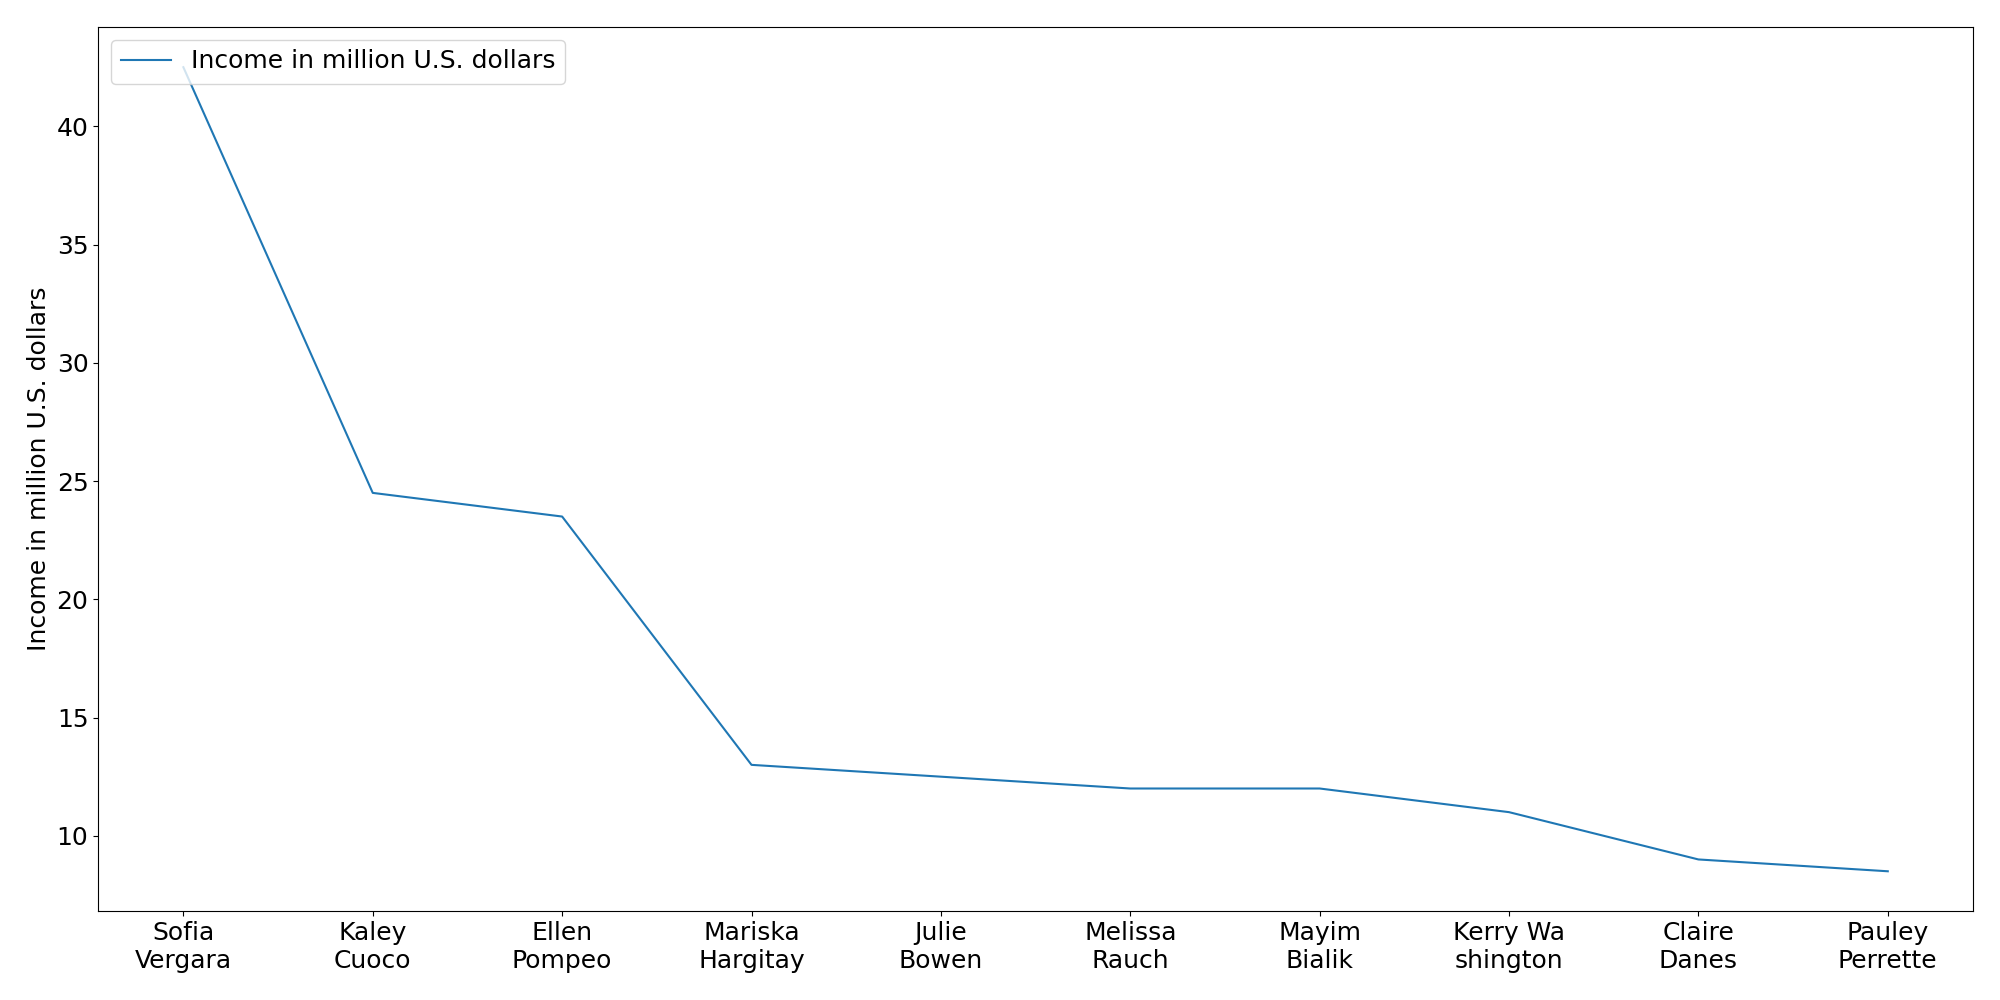 Income in million U.S. dollars
Income in million U.S. dollars
40
35
30
25
20
15
10
Sofia
Vergara
Kaley
Cuoco
Ellen
Pompeo
Mariska
Hargitay
Julie
Bowen
Melissa
Rauch
Mayim
Bialik
Kerry Wa
shington
Claire
Danes
Pauley
Perrette